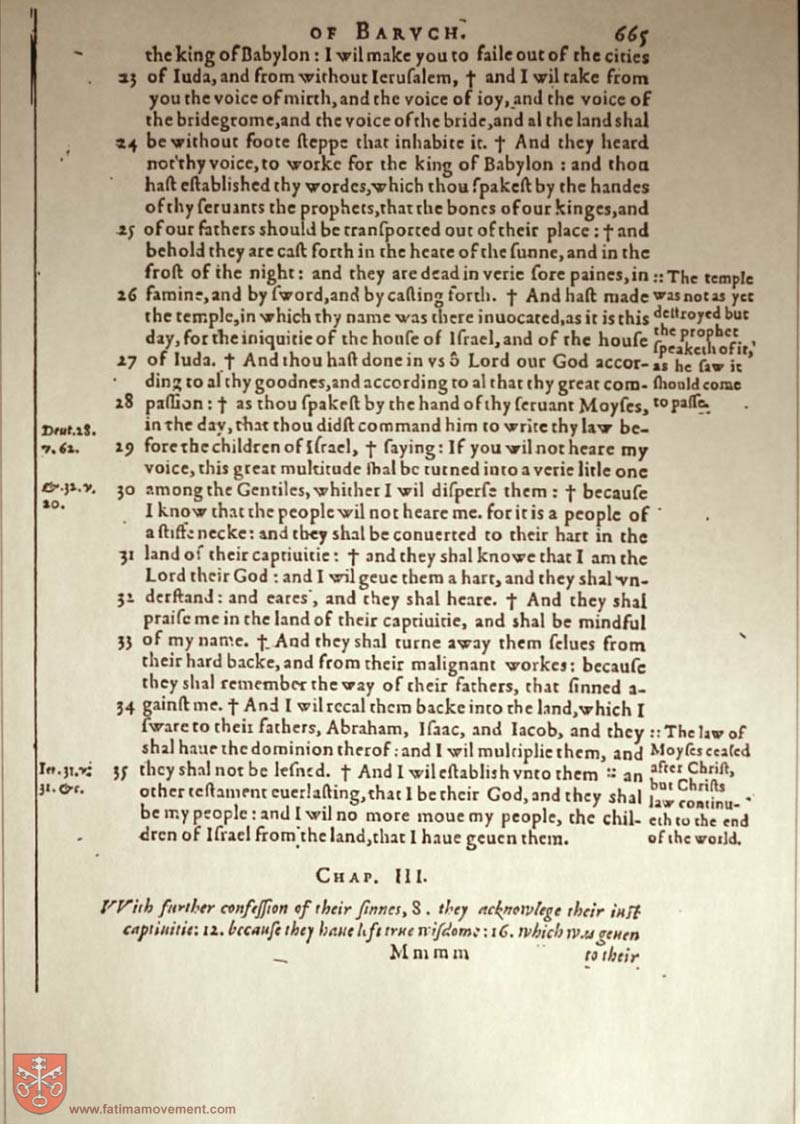 OF BARVCH. 665
the king of Babylon: I wil make you to faile out of the cities
23 of Iuda, and from without Ieruſalem, † and I wil take from
you the voice of mirth, and the voice of ioy, and the voice of
the bridegrome, and the voice of the bride, and al the land shal
24 be without foote ſteppe that inhabite it. † And they heard
not thy voice, to worke for the king of Babylon : and thou
haſt eſtablished thy wordes, which thou ſpakeſt by the handes
of thy ſeruants the prophets, that the bones of our kinges, and
25 of our fathers should be tranſported out of their place : † and
behold they are caſt forth in the heate of the ſunne, and in the
froſt of the night : and they are dead in verie ſore paines, in
26 famine, and by ſword, and by caſting forth. † And haſt made
the temple, in which thy name was there inuocated, as it is this
day, for the iniquitie of the houſe of Iſrael, and of the houſe
27 of Iuda. † And thou haſt done in vs ô Lord our God accor-
ding to al thy goodnes, and according to al that thy great com-
28 paſſion : † as thou ſpakeſt by the hand of thy ſeruant Moyſes,
in the day, that thou didſt command him to write thy law be-
29 fore the children of Iſrael, † ſaying: If you wil not heare my
voice, this great multitude shal be turned into a verie litle one
30 among the Gentiles, whither I wil diſperſe them : † becauſe
I know that the people wil not heare me. for it is a people of
a ſtiffe necke: and they shal be conuerted to their hart in the
31 land of their captiuitie : † and they shal knowe that I am the
Lord their God : and I wil geue them a hart, and they shal vn-
32 derſtand : and eares, and they shal heare. † And they shal
praiſe me in the land of their captiuitie, and shal be mindful
33 of my name. † And they shal turne away them ſelues from
their hard backe, and from their malignant workes: becauſe
they shal remember the way of their fathers, that ſinned a-
34 gainſt me. † And I wil recal them backe into the land, which I
ſware to their fathers, Abraham, Iſaac, and Iacob, and they
shal haue the dominion therof : and I wil multiplie them, and
35 they shal not be leſned. † And I wil eſtablish vnto them :: an
other teſtament euerlaſting, that I be their God, and they shal
be my people : and I wil no more moue my people, the chil-
dren of Iſrael from the land, that I haue geuen them.
:: The temple
was not as yet
deſtroyed but
the prophet
ſpeaketh of it,
as he ſaw it
should come
to paſſe.
Deut. 28.
v. 62.
&. 32. v.
20.
:: The law of
Moyſes ceaſed
after Chriſt,
but Chriſts
law continu-
eth to the end
of the world.
Ier. 31. v.
31. &c.
CHAP. III.
VVith further confeſſion of their ſinnes, 8. they acknowlege their iuſt
captiuitie: 12. becauſe they haue left true wiſdome: 16. which was geuen
Mmmm to their
www.fatimamovement.com